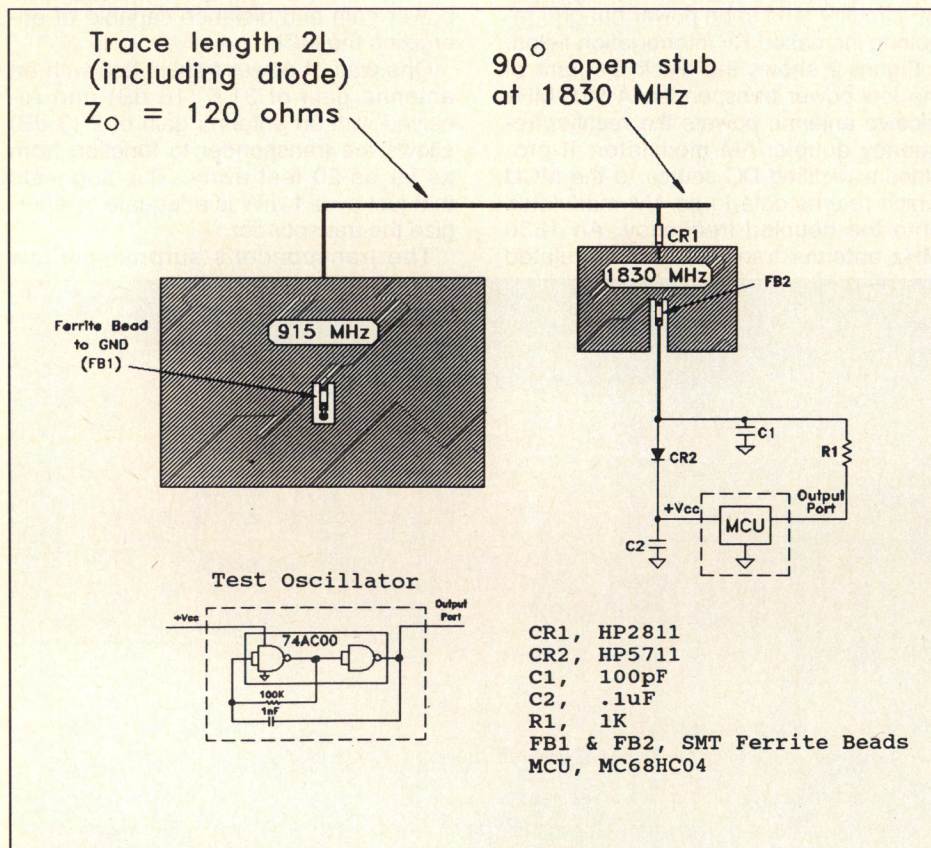 Trace length 2L
(including diode)
Z₀ = 120 ohms
90° open stub
at 1830 MHz
CR1
1830 MHz
FB2
915 MHz
Ferrite Bead
to GND
(FB1)
C1
R1
CR2
+Vcc
Output
Port
MCU
C2
Test Oscillator
+Vcc
Output
Port
74AC00
100K
1nF
CR1, HP2811
CR2, HP5711
C1, 100pF
C2, .1uF
R1, 1K
FB1 & FB2, SMT Ferrite Beads
MCU, MC68HC04